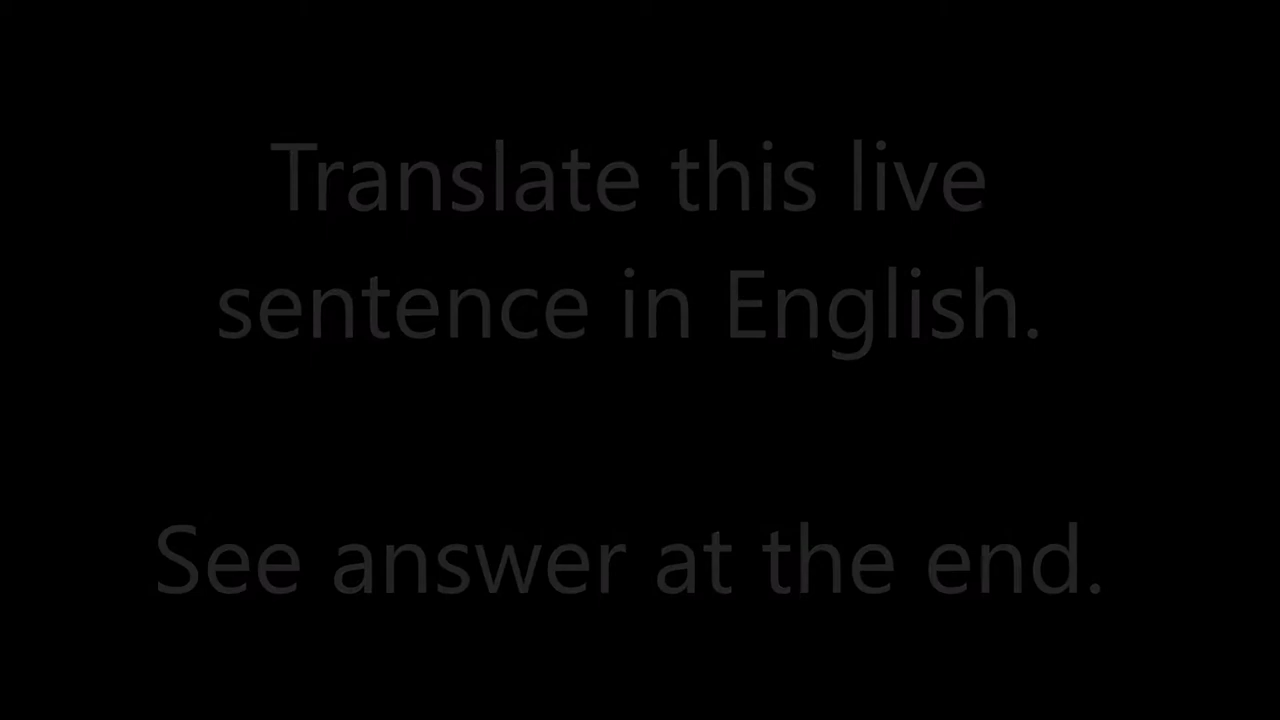 Translate this live
sentence in English.
See answer at the end.